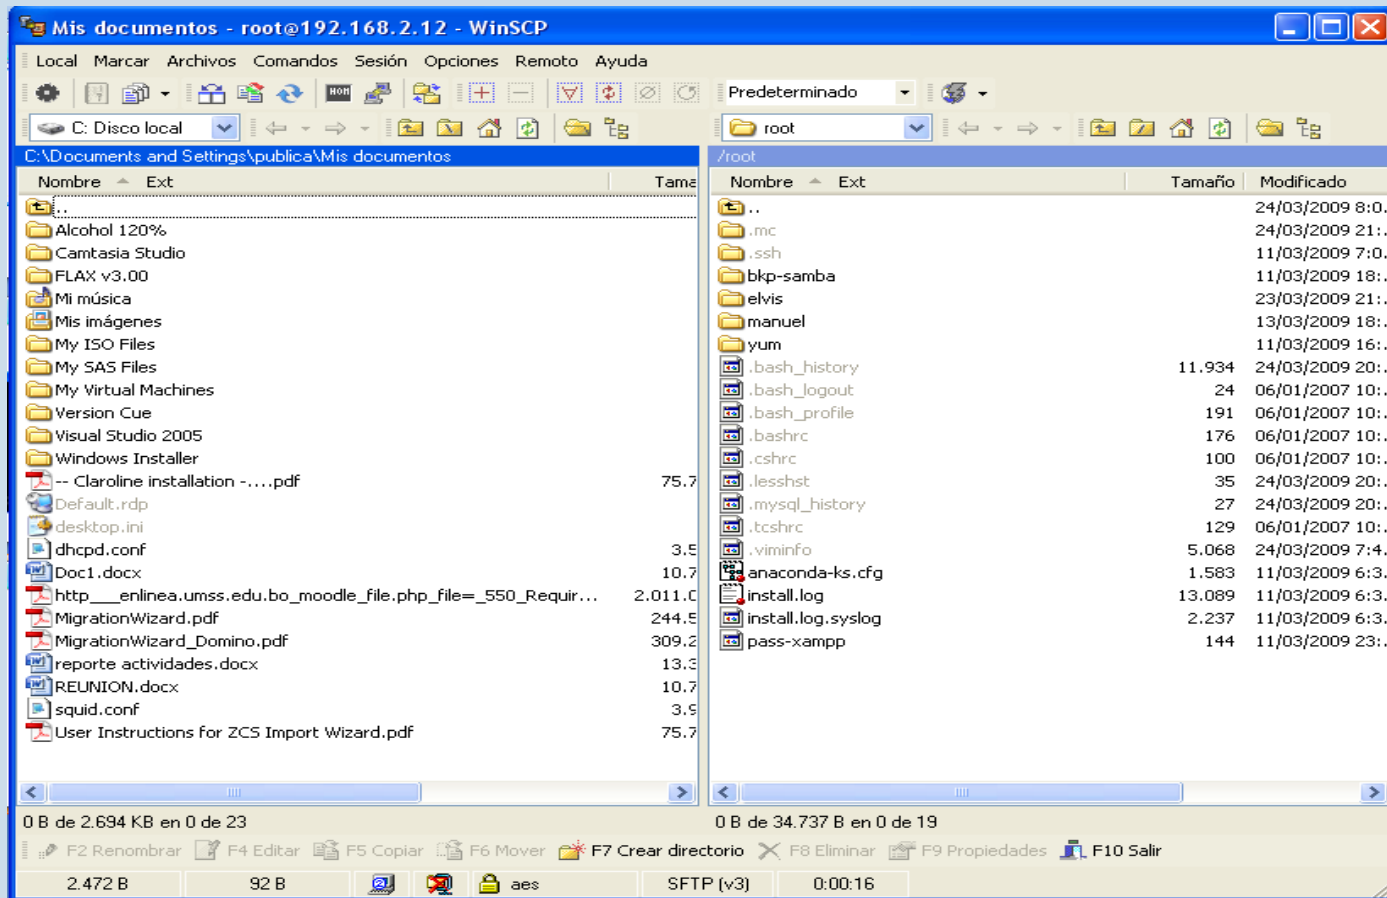 Mis documentos - root@192.168.2.12 - WinSCP
Local Marcar Archivos Comandos Sesión Opciones Remoto Ayuda
Predeterminado
C: Disco local
root
C:\Documents and Settings\publica\Mis documentos
Nombre Ext Tama
..
Alcohol 120%
Camtasia Studio
FLAX v3.00
Mi música
Mis imágenes
My ISO Files
My SAS Files
My Virtual Machines
Version Cue
Visual Studio 2005
Windows Installer
-- Claroline installation -....pdf 75.7
Default.rdp
desktop.ini
dhcpd.conf 3.5
Doc1.docx 10.7
http___enlinea.umss.edu.bo_moodle_file.php_file=_550_Requir... 2.011.0
MigrationWizard.pdf 244.5
MigrationWizard_Domino.pdf 309.2
reporte actividades.docx 13.3
REUNION.docx 10.7
squid.conf 3.9
User Instructions for ZCS Import Wizard.pdf 75.7
/root
Nombre Ext Tamaño Modificado
.. 24/03/2009 8:0.
.mc 24/03/2009 21:.
.ssh 11/03/2009 7:0.
bkp-samba 11/03/2009 18:.
elvis 23/03/2009 21:.
manuel 13/03/2009 18:.
yum 11/03/2009 16:.
.bash_history 11.934 24/03/2009 20:.
.bash_logout 24 06/01/2007 10:.
.bash_profile 191 06/01/2007 10:.
.bashrc 176 06/01/2007 10:.
.cshrc 100 06/01/2007 10:.
.lesshst 35 24/03/2009 20:.
.mysql_history 27 24/03/2009 20:.
.tcshrc 129 06/01/2007 10:.
.viminfo 5.068 24/03/2009 7:4.
anaconda-ks.cfg 1.583 11/03/2009 6:3.
install.log 13.089 11/03/2009 6:3.
install.log.syslog 2.237 11/03/2009 6:3.
pass-xampp 144 11/03/2009 23:.
0 B de 2.694 KB en 0 de 23
0 B de 34.737 B en 0 de 19
F2 Renombrar F4 Editar F5 Copiar F6 Mover F7 Crear directorio F8 Eliminar F9 Propiedades F10 Salir
2.472 B 92 B aes SFTP (v3) 0:00:16